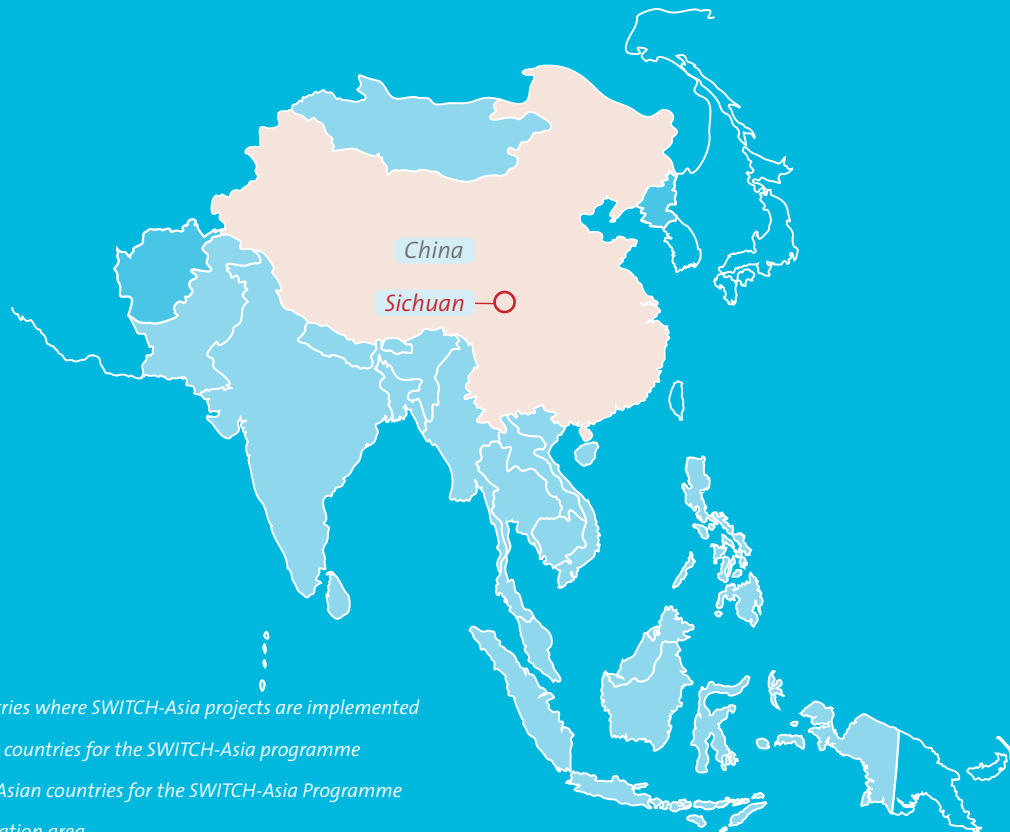 China
Sichuan
where SWITCH-Asia projects are implemented
countries for the SWITCH-Asia programme
Asian countries for the SWITCH-Asia Programme
area